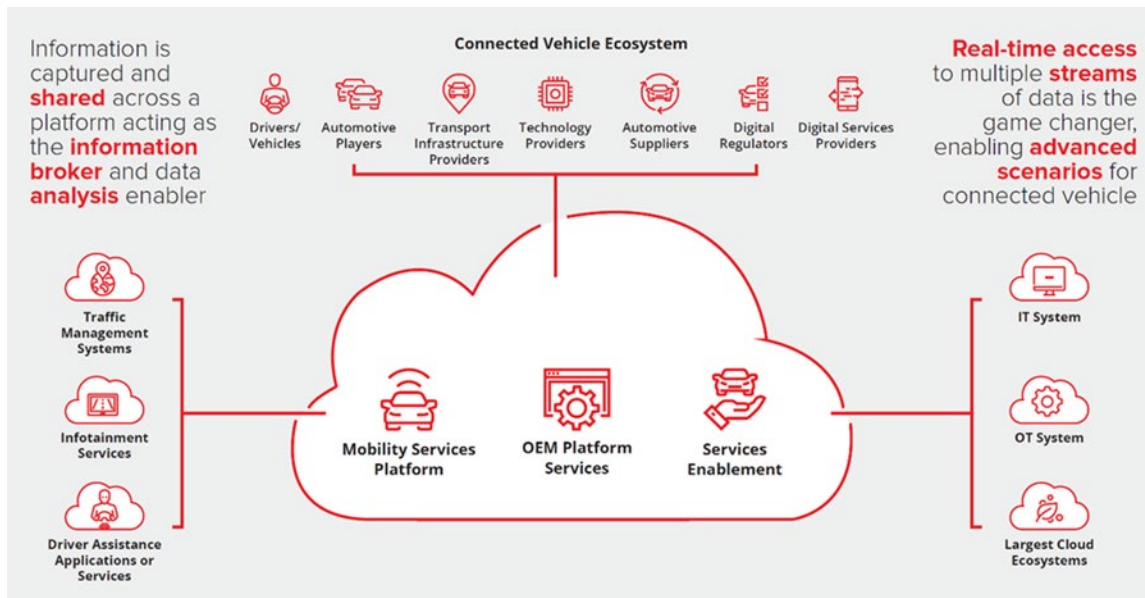 Information is
captured and
shared across a
platform acting as
the information
broker and data
analysis enabler
Connected Vehicle Ecosystem
Drivers/
Vehicles
Automotive
Players
Transport
Infrastructure
Providers
Technology
Providers
Automotive
Suppliers
Digital
Regulators
Digital Services
Providers
Real-time access
to multiple streams
of data is the
game changer,
enabling advanced
scenarios for
connected vehicle
Traffic
Management
Systems
Infotainment
Services
Driver Assistance
Applications or
Services
Mobility Services
Platform
OEM Platform
Services
Services
Enablement
IT System
OT System
Largest Cloud
Ecosystems